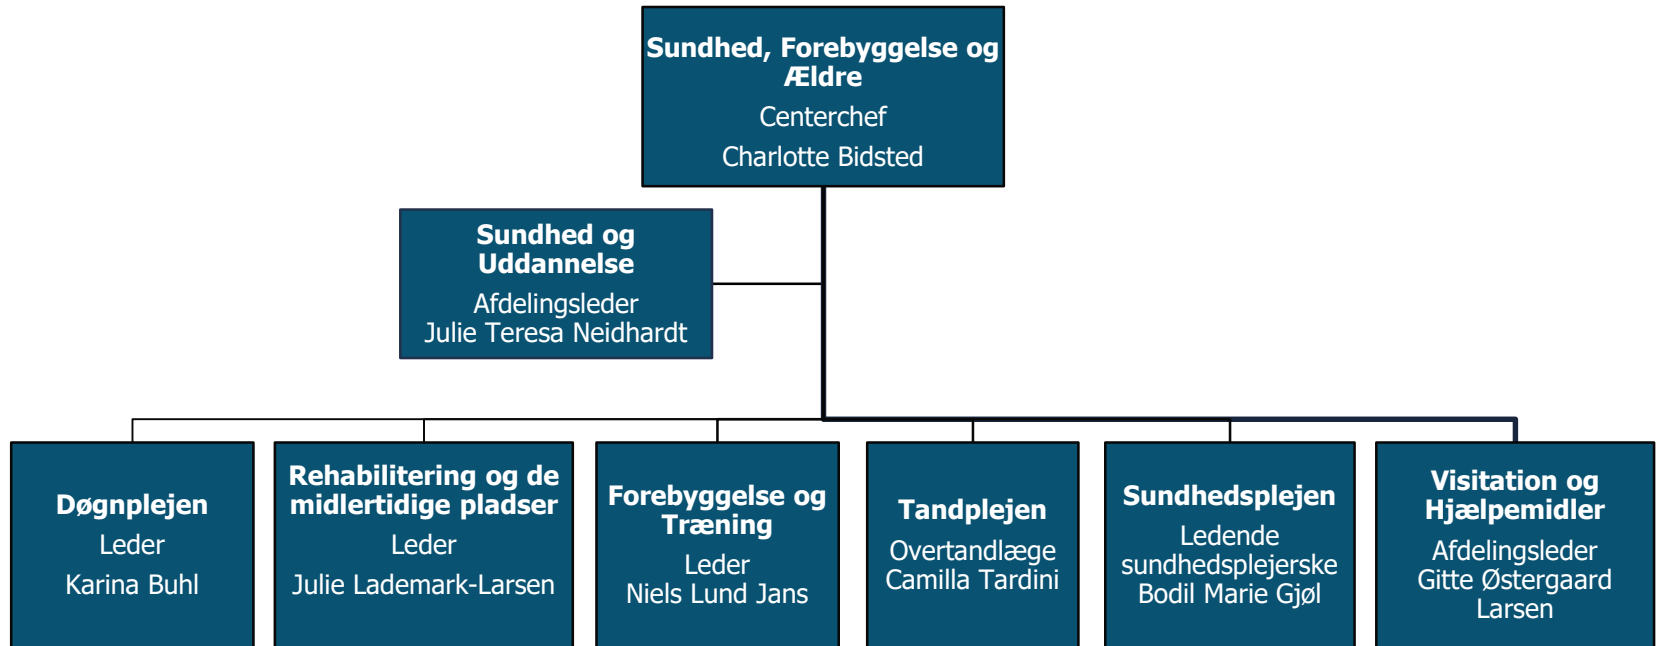 Sundhed, Forebyggelse og
Ældre
Centerchef
Charlotte Bidsted
Sundhed og
Uddannelse
Afdelingsleder
Julie Teresa Neidhardt
Døgnplejen
Leder
Karina Buhl
Rehabilitering og de
midlertidige pladser
Leder
Julie Lademark-Larsen
Forebyggelse og
Træning
Leder
Niels Lund Jans
Tandplejen
Overtandlæge
Camilla Tardini
Sundhedsplejen
Ledende
sundhedsplejerske
Bodil Marie Gjøl
Visitation og
Hjælpemidler
Afdelingsleder
Gitte Østergaard
Larsen